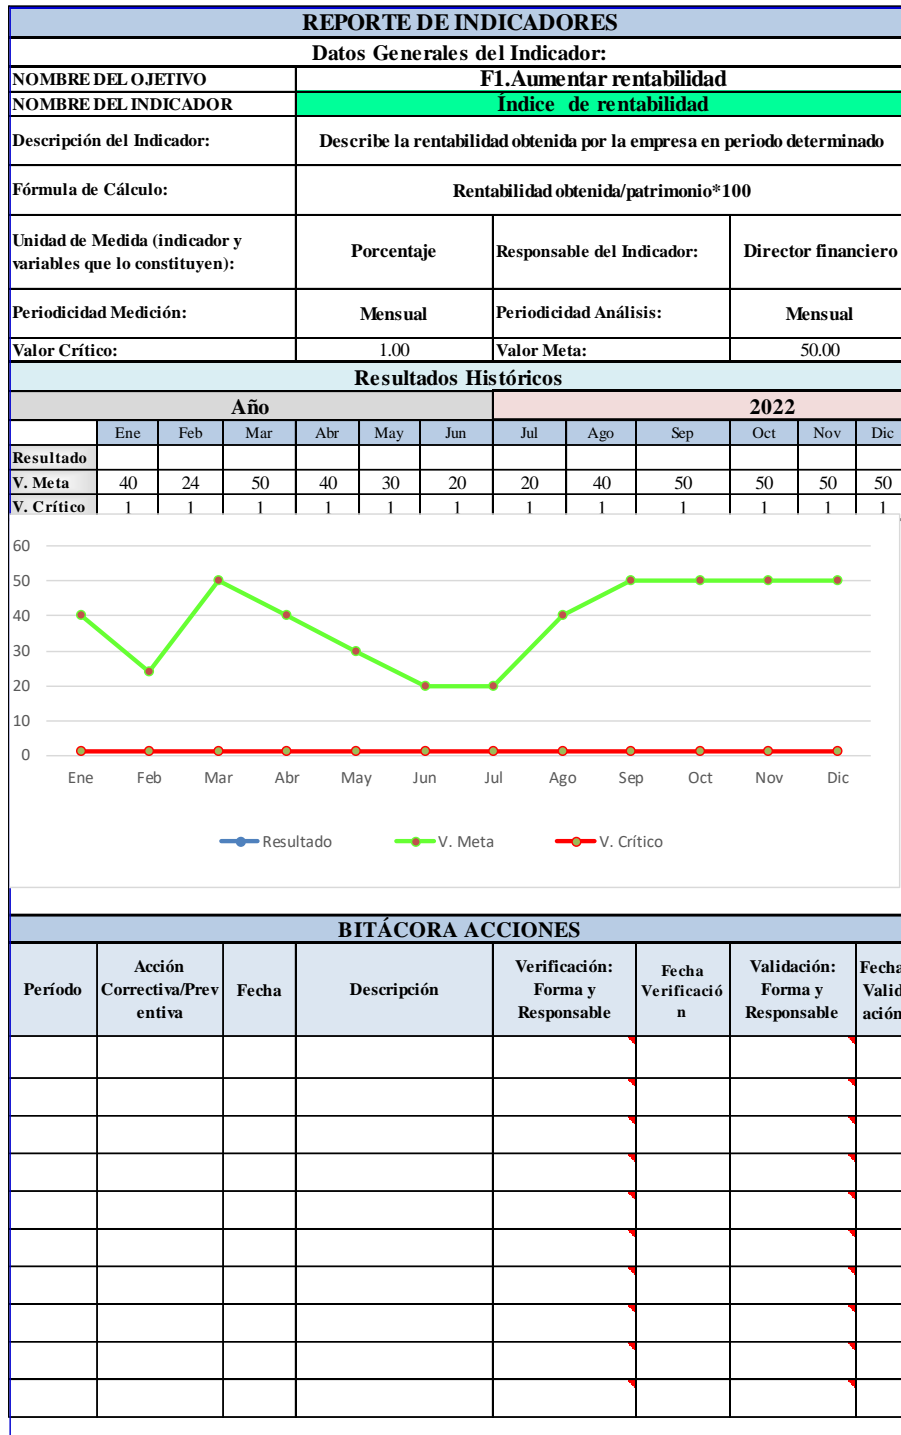 REPORTE DE INDICADORES
Datos Generales del Indicador:
NOMBRE DEL OJETIVO F1.Aumentar rentabilidad
NOMBRE DEL INDICADOR Índice de rentabilidad
Descripción del Indicador: Describe la rentabilidad obtenida por la empresa en periodo determinado
Fórmula de Cálculo: Rentabilidad obtenida/patrimonio*100
Unidad de Medida (indicador y
variables que lo constituyen): Porcentaje Responsable del Indicador: Director financiero
Periodicidad Medición: Mensual Periodicidad Análisis: Mensual
Valor Crítico: 1.00 Valor Meta: 50.00
Resultados Históricos
Año 2022
Ene Feb Mar Abr May Jun Jul Ago Sep Oct Nov Dic
Resultado
V. Meta 40 24 50 40 30 20 20 40 50 50 50 50
V. Crítico 1 1 1 1 1 1 1 1 1 1 1 1
60
50
40
30
20
10
0
Ene Feb Mar Abr May Jun Jul Ago Sep Oct Nov Dic
Resultado V. Meta V. Crítico
BITÁCORA ACCIONES
Período
Acción
Correctiva/Prev
entiva
Fecha
Descripción
Verificación:
Forma y
Responsable
Fecha
Verificació
n
Validación:
Forma y
Responsable
Fecha
Valid
ación